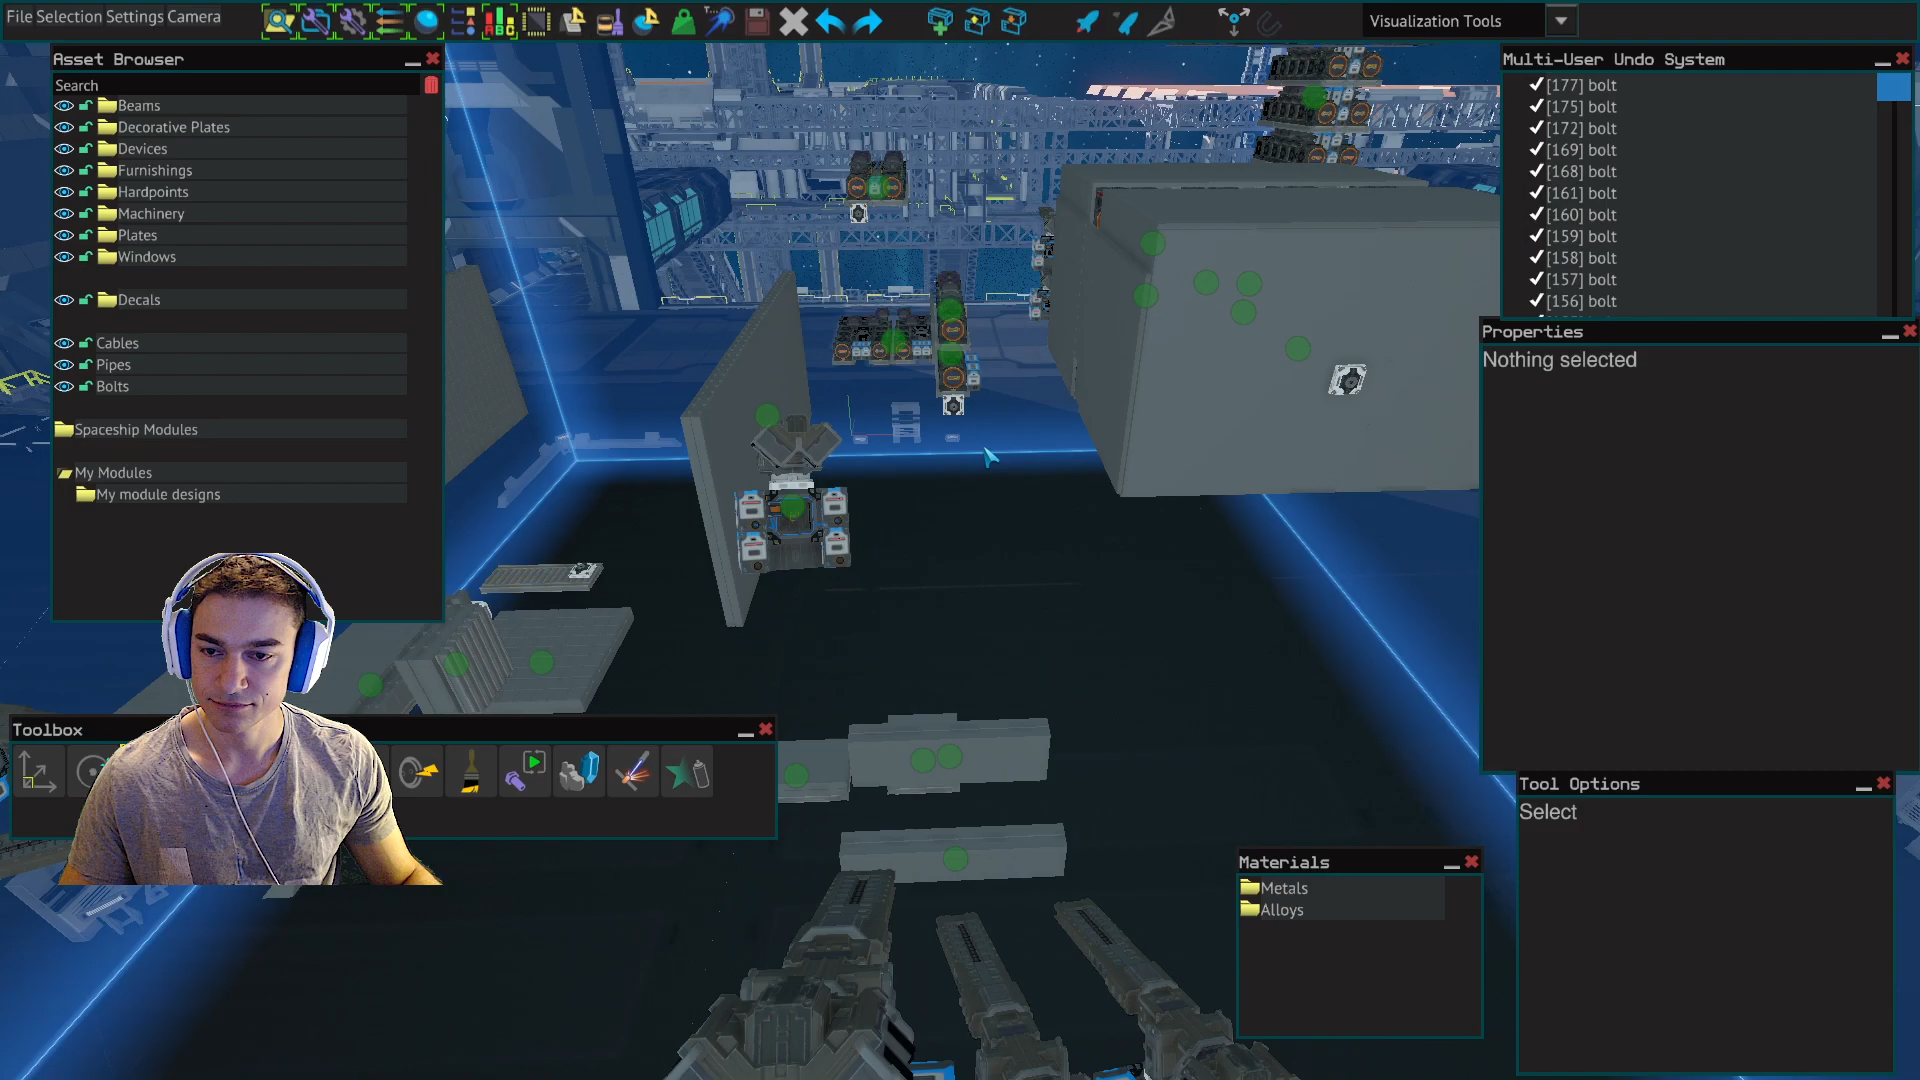 File Selection Settings Camera
Visualization Tools
Asset Browser
Search
Beams
Decorative Plates
Devices
Furnishings
Hardpoints
Machinery
Plates
Windows
Decals
Cables
Pipes
Bolts
Spaceship Modules
My Modules
My module designs
Multi-User Undo System
[177] bolt
[175] bolt
[172] bolt
[169] bolt
[168] bolt
[161] bolt
[160] bolt
[159] bolt
[158] bolt
[157] bolt
[156] bolt
Properties
Nothing selected
Toolbox
Tool Options
Select
Materials
Metals
Alloys